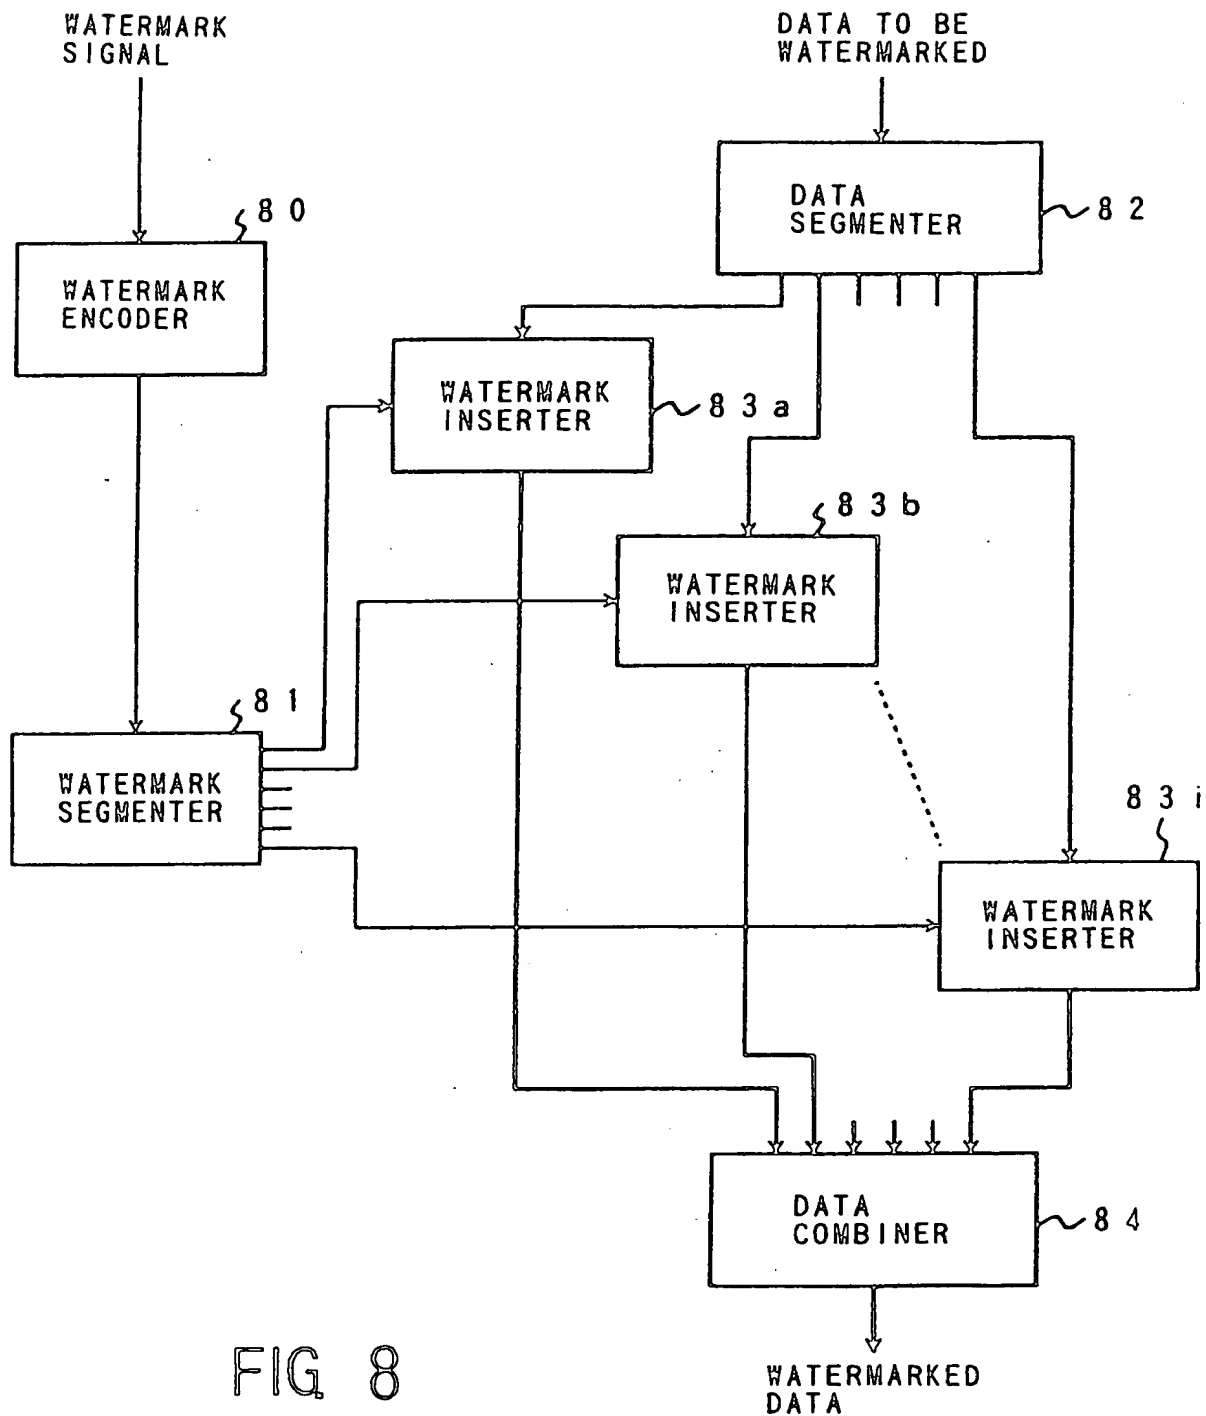 WATERMARK
SIGNAL
DATA TO BE
WATERMARKED
DATA
SEGMENTER
82
80
WATERMARK
ENCODER
WATERMARK
INSERTER
83a
83b
WATERMARK
INSERTER
81
WATERMARK
SEGMENTER
83i
WATERMARK
INSERTER
DATA
COMBINER
84
WATERMARKED
DATA
FIG. 8